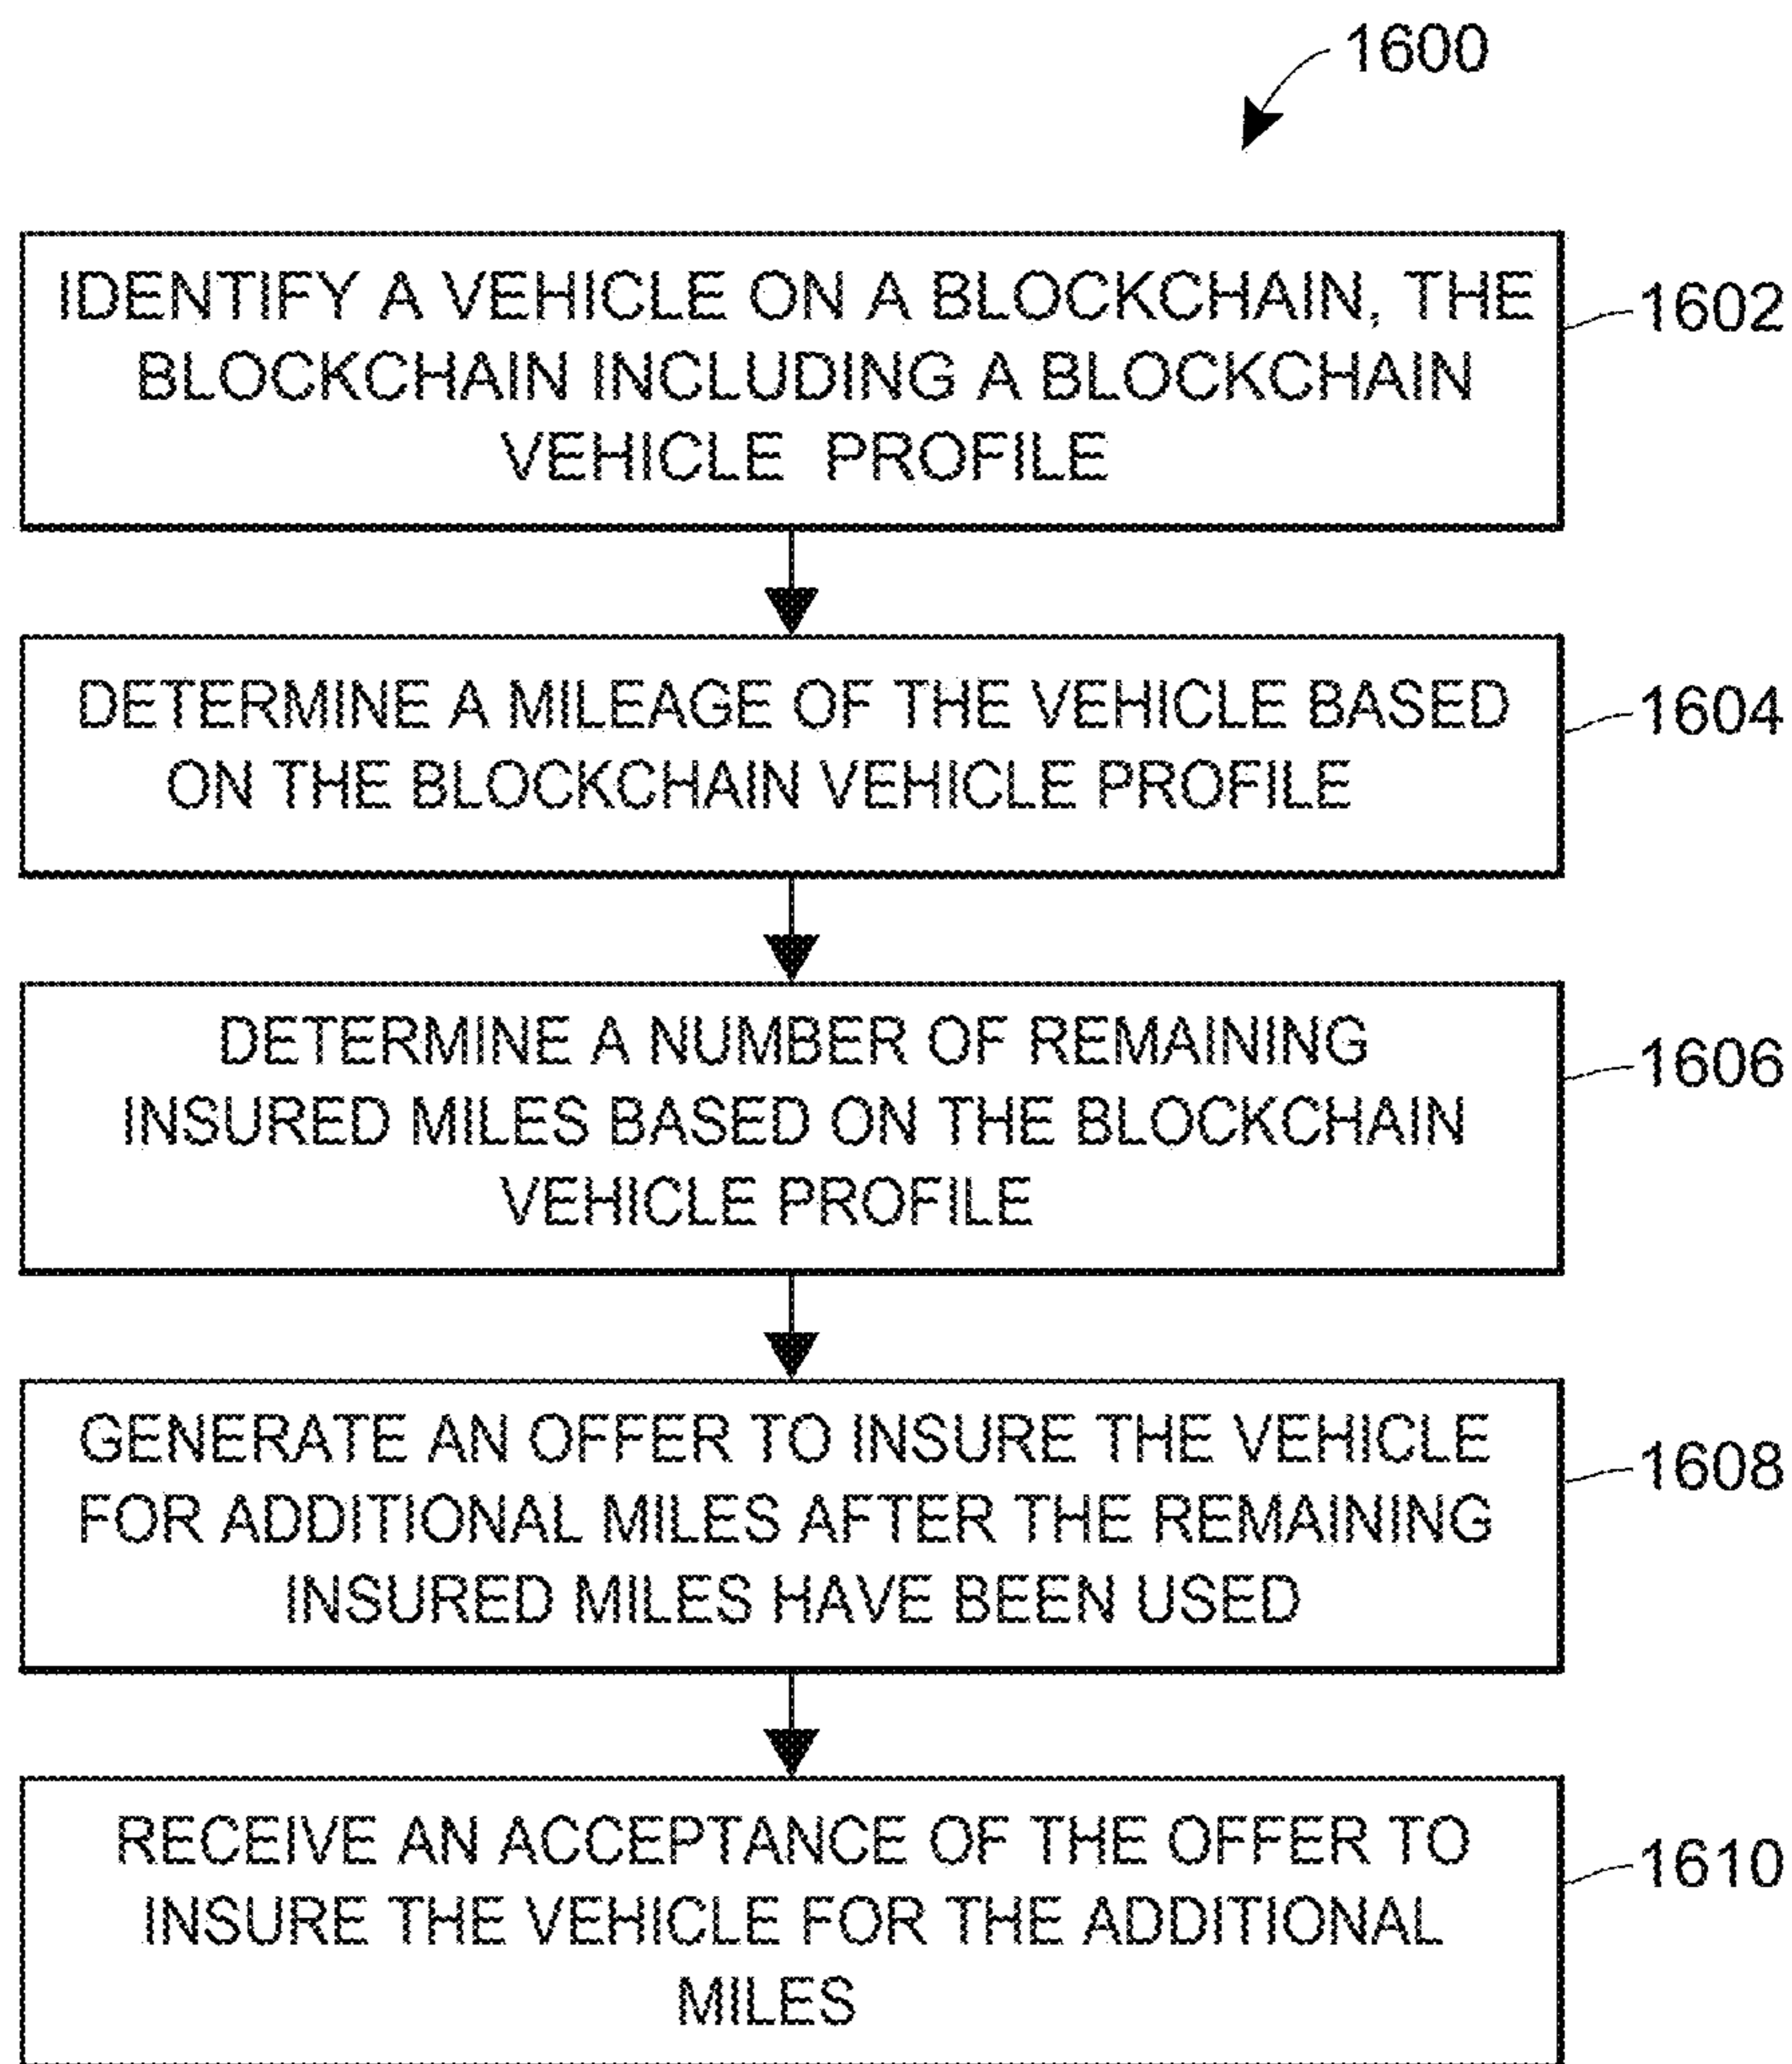 1600
IDENTIFY A VEHICLE ON A BLOCKCHAIN, THE
BLOCKCHAIN INCLUDING A BLOCKCHAIN
VEHICLE PROFILE
1602
DETERMINE A MILEAGE OF THE VEHICLE BASED
ON THE BLOCKCHAIN VEHICLE PROFILE
1604
DETERMINE A NUMBER OF REMAINING
INSURED MILES BASED ON THE BLOCKCHAIN
VEHICLE PROFILE
1606
GENERATE AN OFFER TO INSURE THE VEHICLE
FOR ADDITIONAL MILES AFTER THE REMAINING
INSURED MILES HAVE BEEN USED
1608
RECEIVE AN ACCEPTANCE OF THE OFFER TO
INSURE THE VEHICLE FOR THE ADDITIONAL
MILES
1610